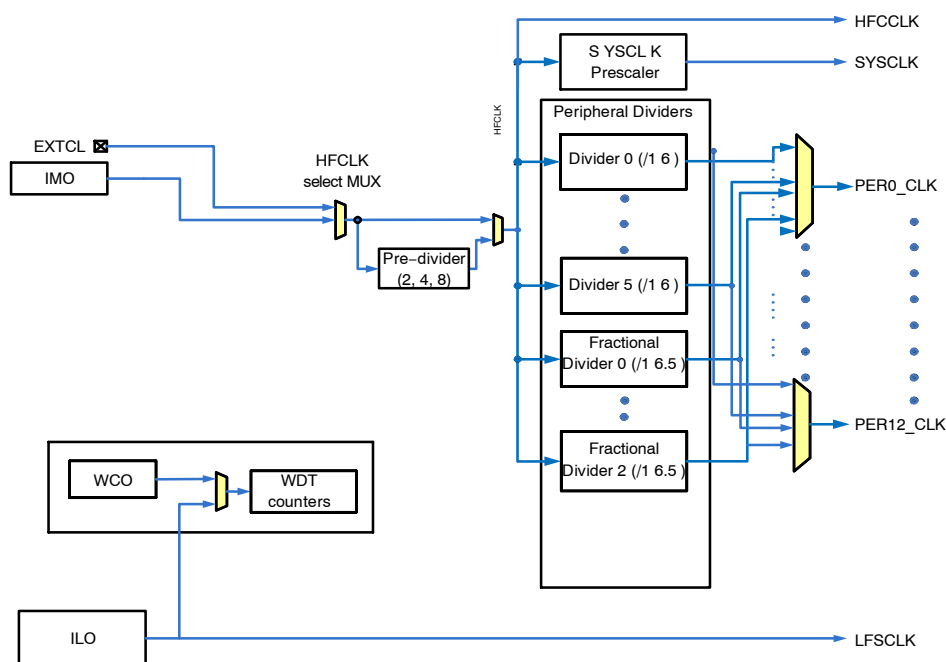 HFCCLK
S YSCL K
Prescaler
SYSCLK
HFCLK
Peripheral Dividers
EXTCL
IMO
HFCLK
select MUX
Divider 0 (/1 6 )
PER0_CLK
Pre−divider
(2, 4, 8)
Divider 5 (/1 6 )
Fractional
Divider 0 (/1 6.5 )
PER12_CLK
Fractional
Divider 2 (/1 6.5)
WCO
WDT
counters
ILO
LFSCLK